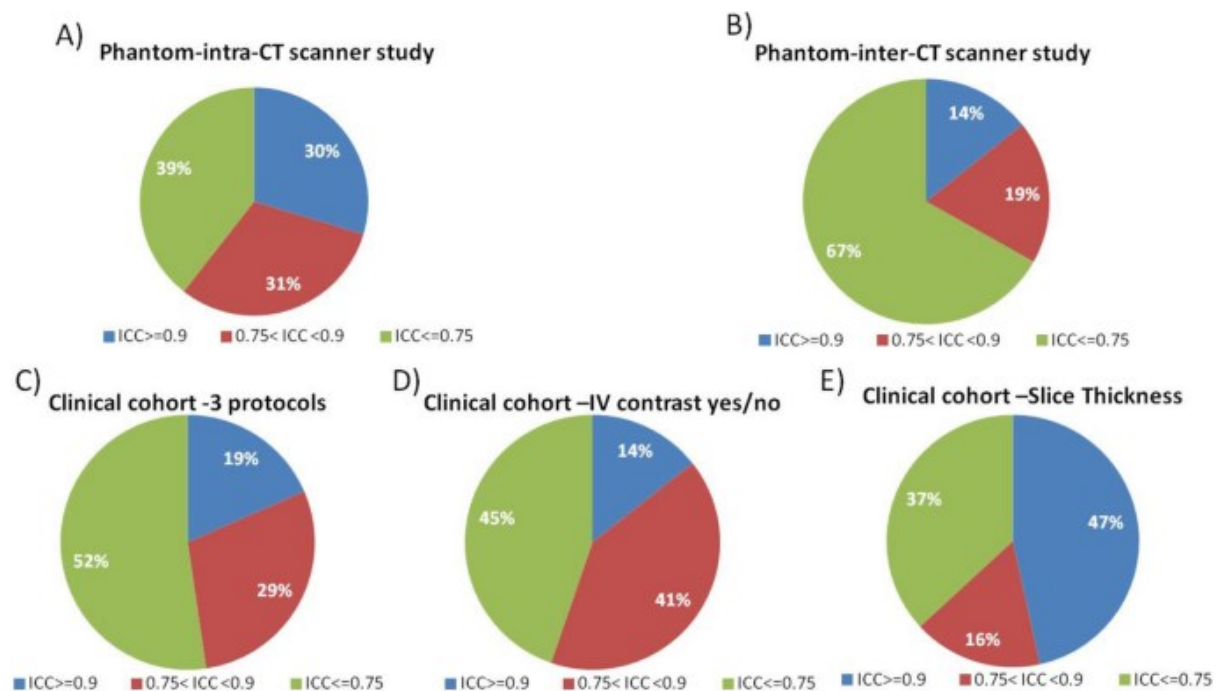 A)
Phantom-intra-CT scanner study
30%
39%
31%
ICC>=0.9 0.75< ICC <0.9 ICC<=0.75
B)
Phantom-inter-CT scanner study
14%
19%
67%
ICC>=0.9 0.75< ICC <0.9 ICC<=0.75
C)
Clinical cohort -3 protocols
19%
52%
29%
ICC>=0.9 0.75< ICC <0.9 ICC<=0.75
D)
Clinical cohort –IV contrast yes/no
14%
45%
41%
ICC>=0.9 0.75< ICC <0.9 ICC<=0.75
E)
Clinical cohort –Slice Thickness
37%
47%
16%
ICC>=0.9 0.75< ICC <0.9 ICC<=0.75